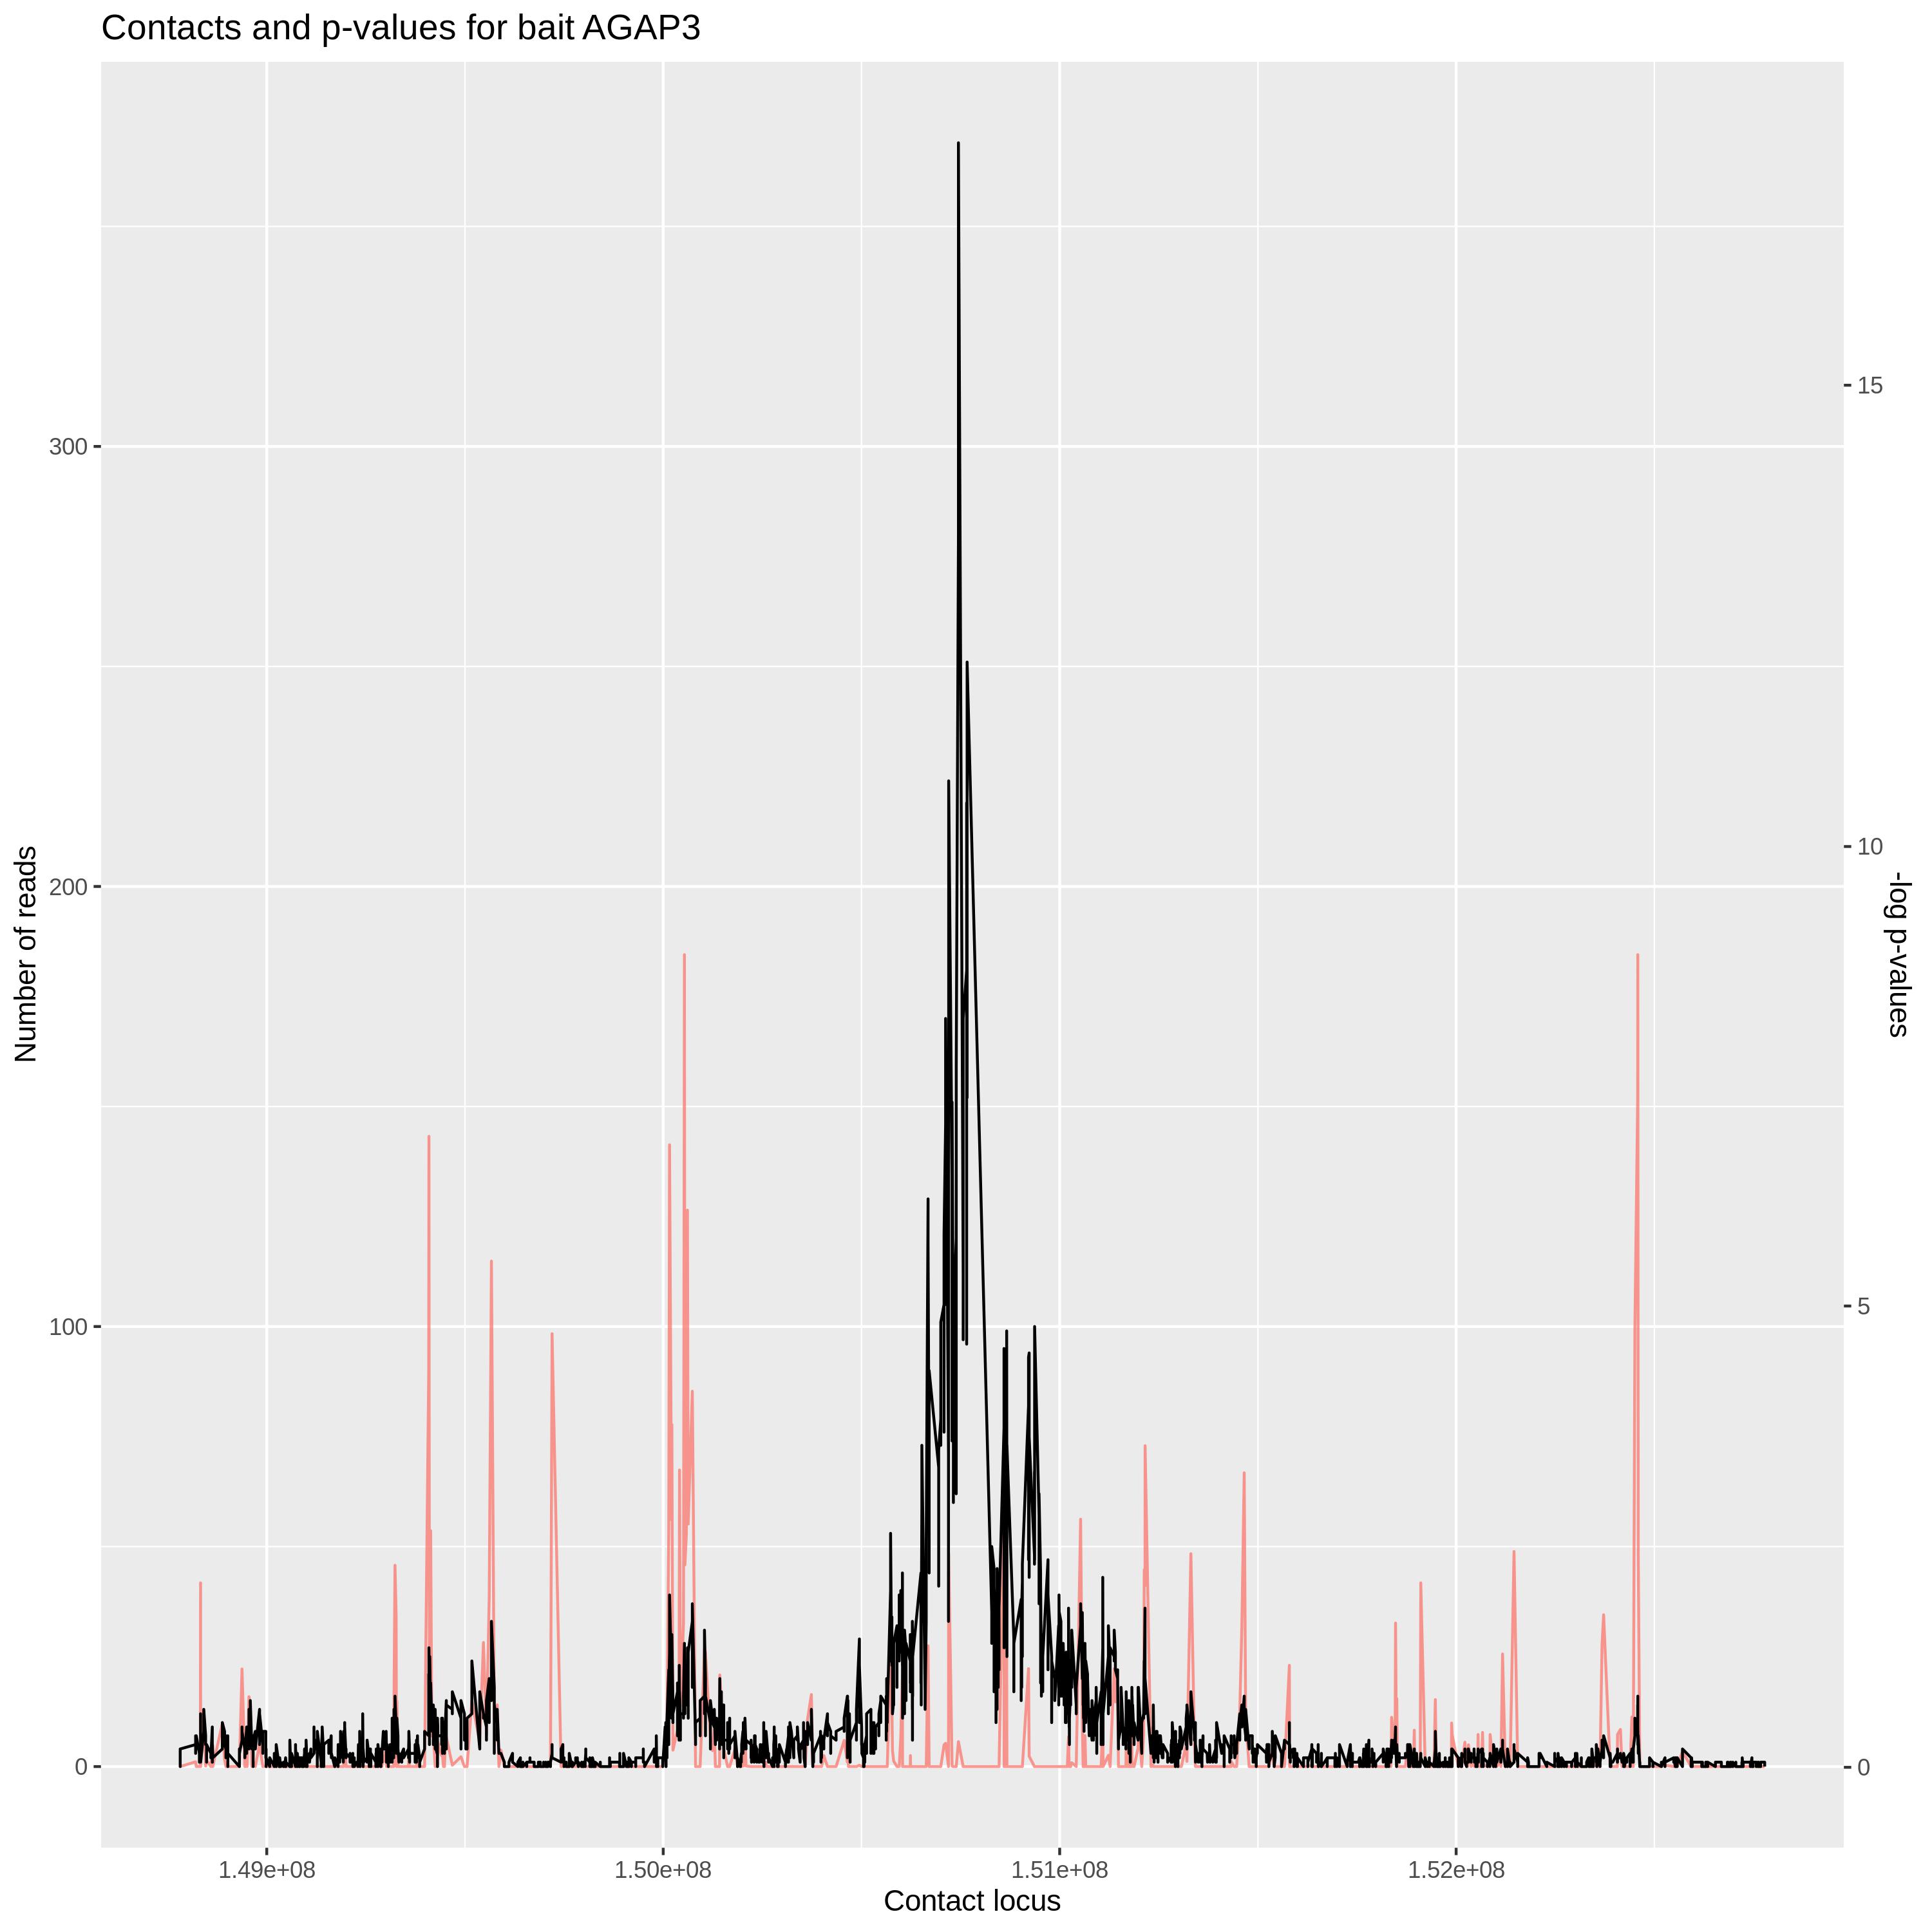 Contacts and p-values for bait AGAP3
300
200
100
0
Number of reads
15
10
5
0
-log p-values
1.49e+08
1.50e+08
1.51e+08
1.52e+08
Contact locus